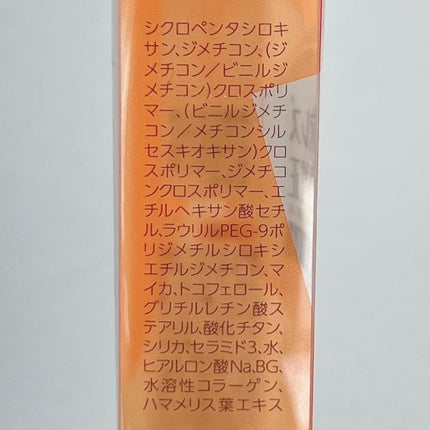 シクロペンタシロキ
サン、ジメチコン、(ジ
メチコン/ビニルジ
メチコン)クロスポリ
マー、(ビニルジメチ
コン/メチコンシル
セスキオキサン)クロ
スポリマー、ジメチコ
ンクロスポリマー、エ
チルヘキサン酸セチ
ル、ラウリルPEG-9ポ
リジメチルシロキシ
エチルジメチコン、マ
イカ、トコフェロール、
グリチルレチン酸ス
テアリル、酸化チタン、
シリカ、セラミド3、水、
ヒアルロン酸Na、BG、
水溶性コラーゲン、
ハマメリス葉エキス